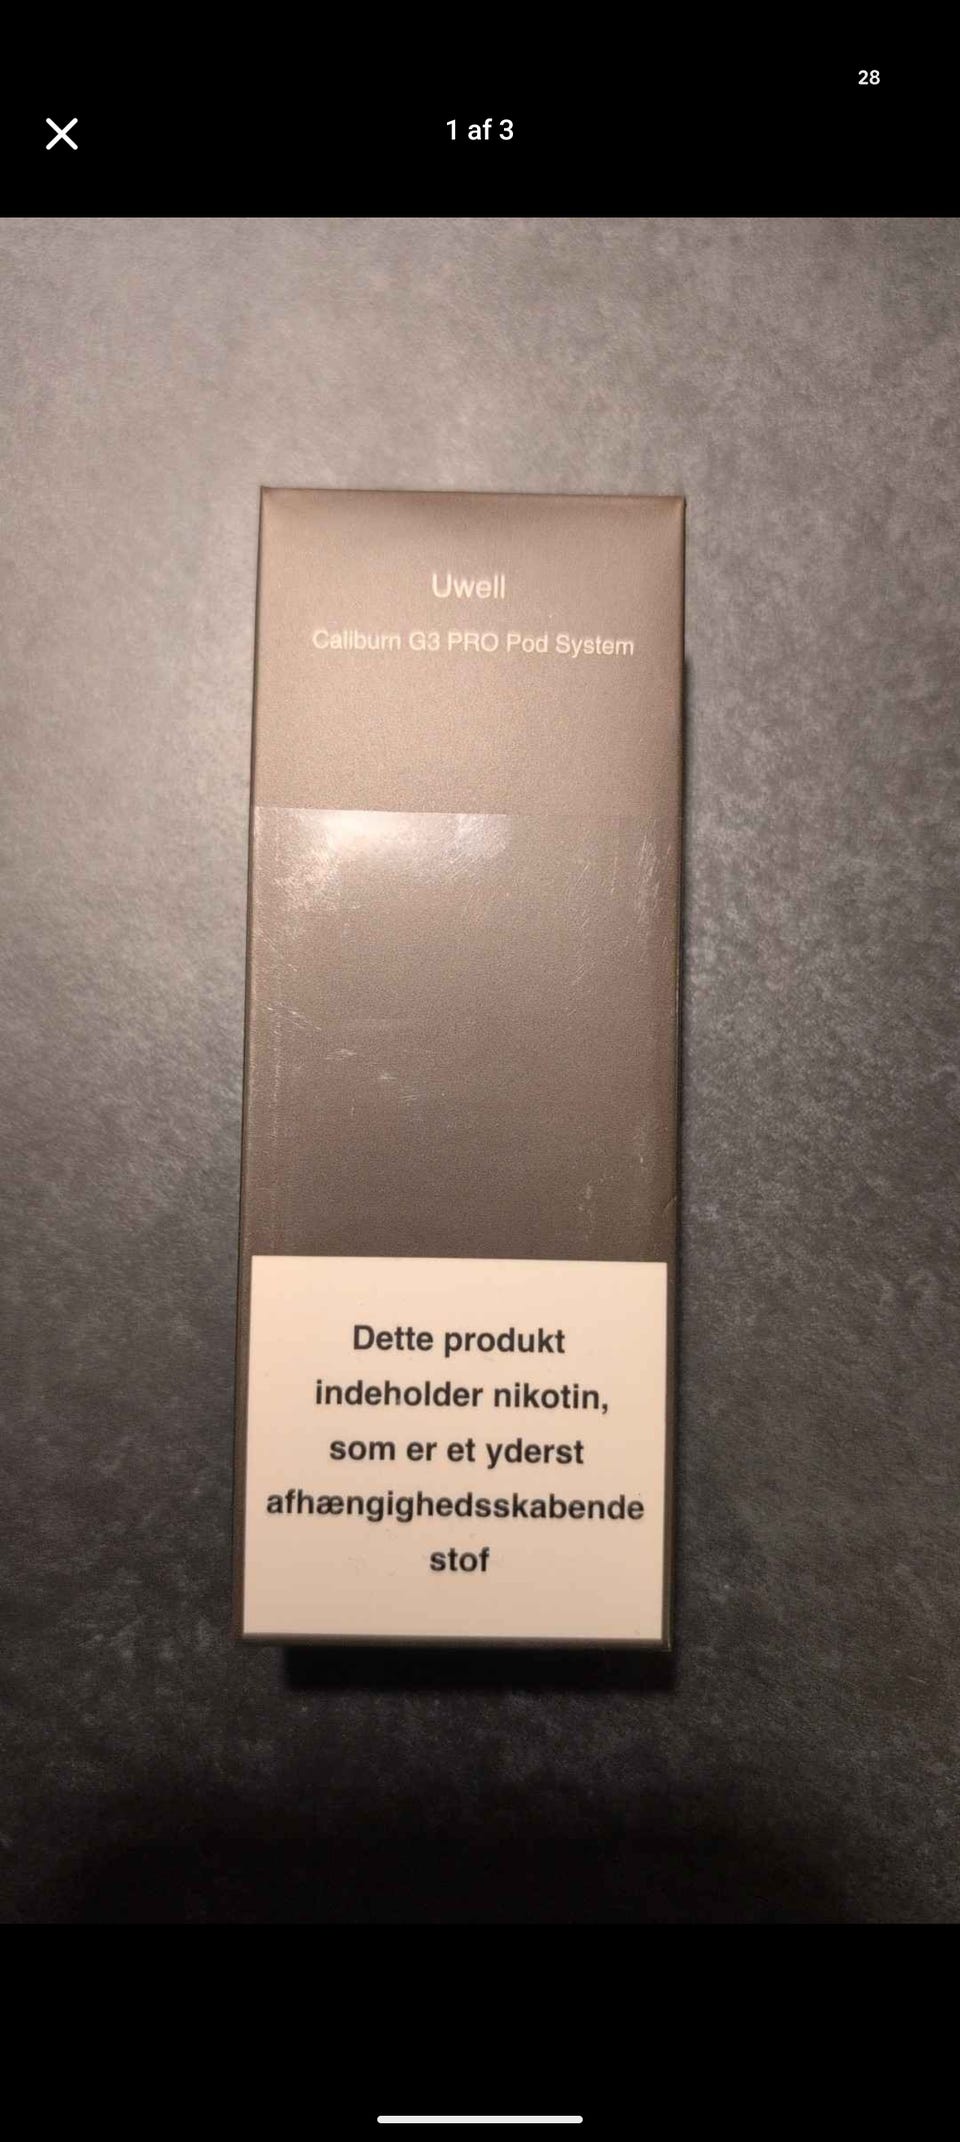 28
1 af 3
Uwell
Caliburn G3 PRO Pod System
Dette produkt
indeholder nikotin,
som er et yderst
afhængighedsskabende
stof